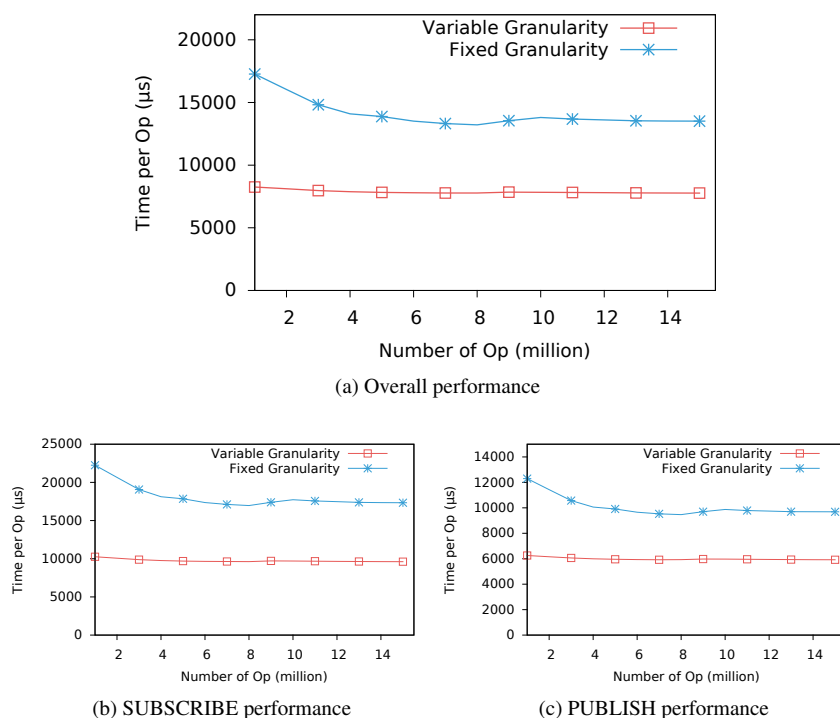 Variable Granularity
Fixed Granularity
20000
15000
10000
5000
0
Time per Op (µs)
2 4 6 8 10 12 14
Number of Op (million)
(a) Overall performance
Variable Granularity
Fixed Granularity
25000
20000
15000
10000
5000
0
Time per Op (µs)
2 4 6 8 10 12 14
Number of Op (million)
(b) SUBSCRIBE performance
Variable Granularity
Fixed Granularity
14000
12000
10000
8000
6000
4000
2000
0
Time per Op (µs)
2 4 6 8 10 12 14
Number of Op (million)
(c) PUBLISH performance